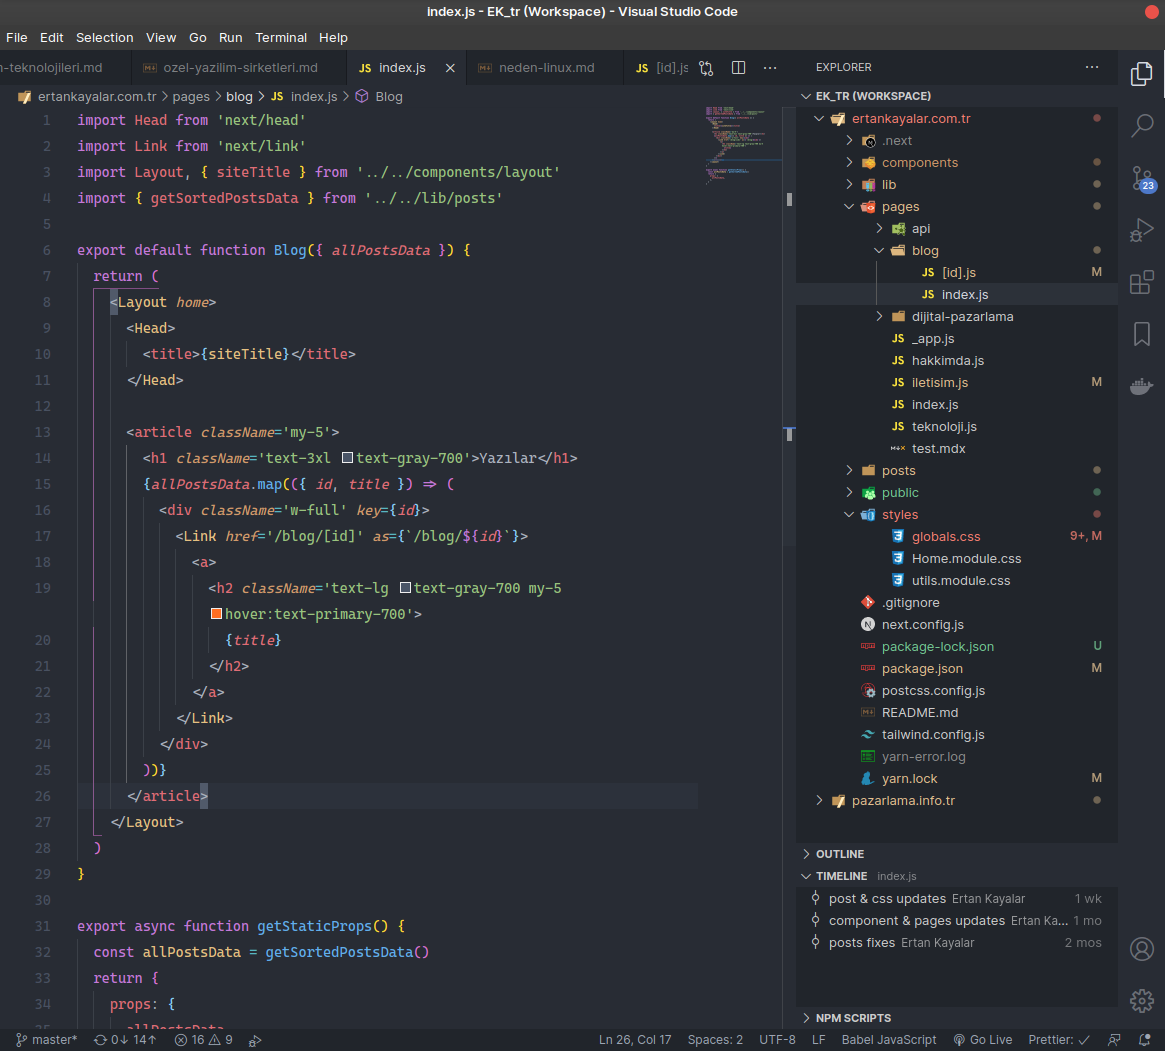 index.js - EK_tr (Workspace) - Visual Studio Code
File Edit Selection View Go Run Terminal Help
-teknolojileri.md ozel-yazilim-sirketleri.md JS index.js neden-linux.md JS [id].js
ertankayalar.com.tr > pages > blog > JS index.js > Blog
1 import Head from 'next/head'
2 import Link from 'next/link'
3 import Layout, { siteTitle } from '../../components/layout'
4 import { getSortedPostsData } from '../../lib/posts'
5
6 export default function Blog({ allPostsData }) {
7 return (
8 <Layout home>
9 <Head>
10 <title>{siteTitle}</title>
11 </Head>
12
13 <article className='my-5'>
14 <h1 className='text-3xl text-gray-700'>Yazılar</h1>
15 {allPostsData.map(({ id, title }) => (
16 <div className='w-full' key={id}>
17 <Link href='/blog/[id]' as={`/blog/${id}`}>
18 <a>
19 <h2 className='text-lg text-gray-700 my-5
hover:text-primary-700'>
20 {title}
21 </h2>
22 </a>
23 </Link>
24 </div>
25 ))}
26 </article>
27 </Layout>
28 )
29 }
30
31 export async function getStaticProps() {
32 const allPostsData = getSortedPostsData()
33 return {
34 props: {
35 allPostsData
EXPLORER
EK_TR (WORKSPACE)
ertankayalar.com.tr
.next
components
lib
pages
api
blog
JS [id].js M
JS index.js
dijital-pazarlama
JS _app.js
JS hakkimda.js
JS iletisim.js M
JS index.js
JS teknoloji.js
test.mdx
posts
public
styles
globals.css 9+, M
Home.module.css
utils.module.css
.gitignore
next.config.js
package-lock.json U
package.json M
postcss.config.js
README.md
tailwind.config.js
yarn-error.log
yarn.lock M
pazarlama.info.tr
OUTLINE
TIMELINE index.js
post & css updates Ertan Kayalar 1 wk
component & pages updates Ertan Ka... 1 mo
posts fixes Ertan Kayalar 2 mos
NPM SCRIPTS
23
master* 0↓ 14↑ 16 9 Ln 26, Col 17 Spaces: 2 UTF-8 LF Babel JavaScript Go Live Prettier: ✓